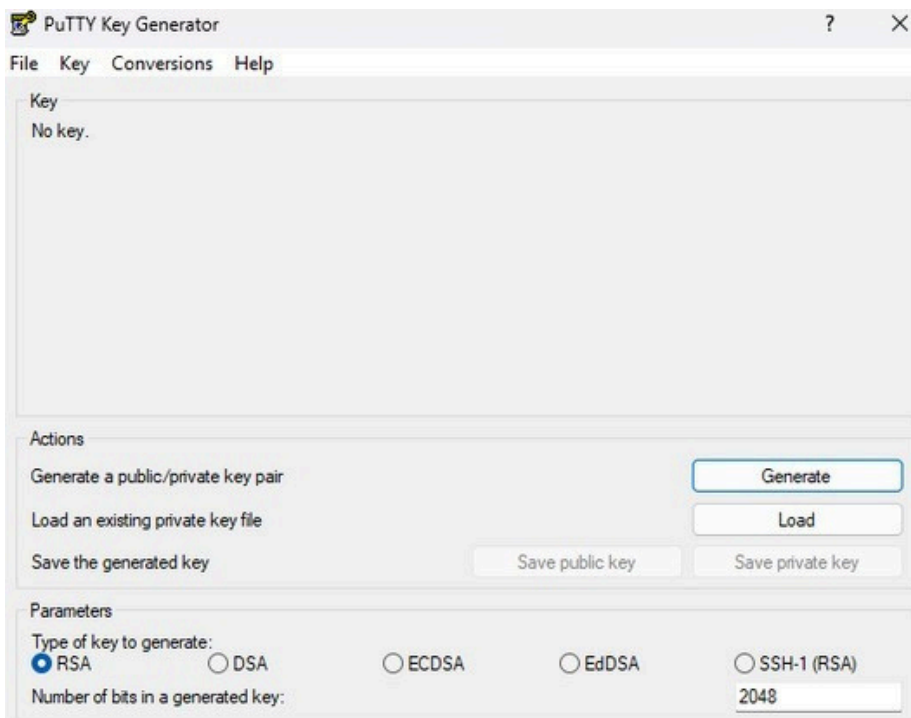 PuTTY Key Generator ?
File Key Conversions Help
Key
No key.
Actions
Generate a public/private key pair Generate
Load an existing private key file Load
Save the generated key Save public key Save private key
Parameters
Type of key to generate:
RSA DSA ECDSA EdDSA SSH-1 (RSA)
Number of bits in a generated key: 2048